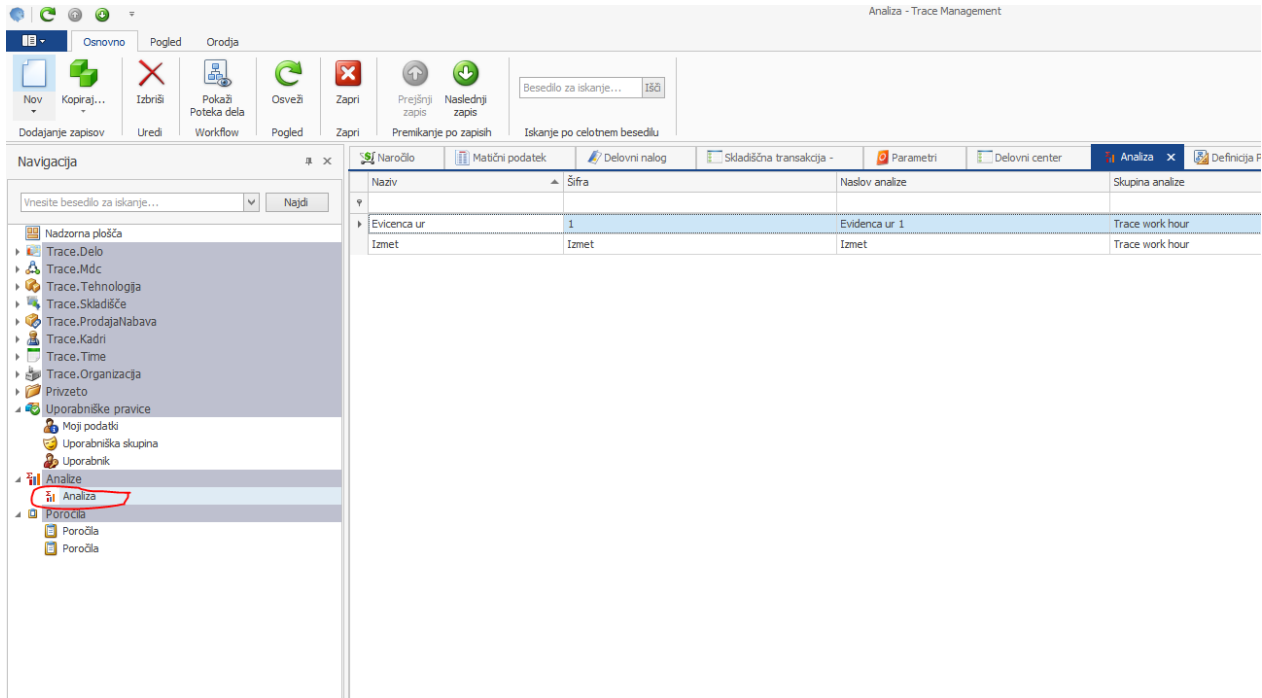 Analiza - Trace Management
Osnovno Pogled Orodja
Nov Kopiraj... Izbriši Pokaži Poteka dela Osveži Zapri Prejšnji zapis Naslednji zapis Besedilo za iskanje... Išči
Dodajanje zapisov Uredi Workflow Pogled Zapri Premikanje po zapisih Iskanje po celotnem besedilu
Navigacija
Vnesite besedilo za iskanje... Najdi
Nadzorna plošča
Trace.Delo
Trace.Mdc
Trace.Tehnologija
Trace.Skladišče
Trace.ProdajaNabava
Trace.Kadri
Trace.Time
Trace.Organizacija
Privzeto
Uporabniške pravice
Moji podatki
Uporabniška skupina
Uporabnik
Analize
Analiza
Poročila
Poročila
Poročila
Naročilo Matični podatek Delovni nalog Skladiščna transakcija - Parametri Delovni center Analiza Definicija P
Naziv Šifra Naslov analize Skupina analize
Evicenca ur 1 Evidenca ur 1 Trace work hour
Izmet Izmet Izmet Trace work hour